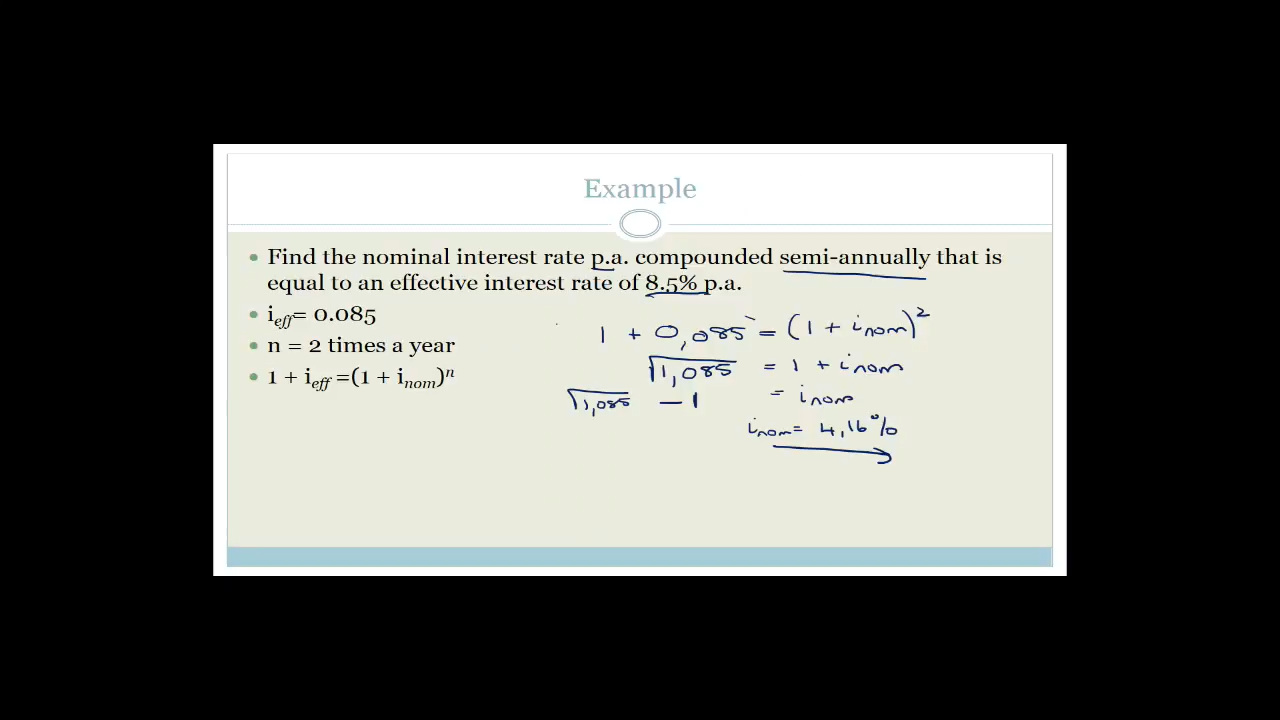 Example
Find the nominal interest rate p.a. compounded semi-annually that is
equal to an effective interest rate of 8.5% p.a.
i_eff= 0.085
n = 2 times a year
1 + i_eff =(1 + i_nom)^n
1 + 0,085 = (1 + i_nom)^2
√1,085 = 1 + i_nom
√1,085 - 1 = i_nom
i_nom = 4,16%